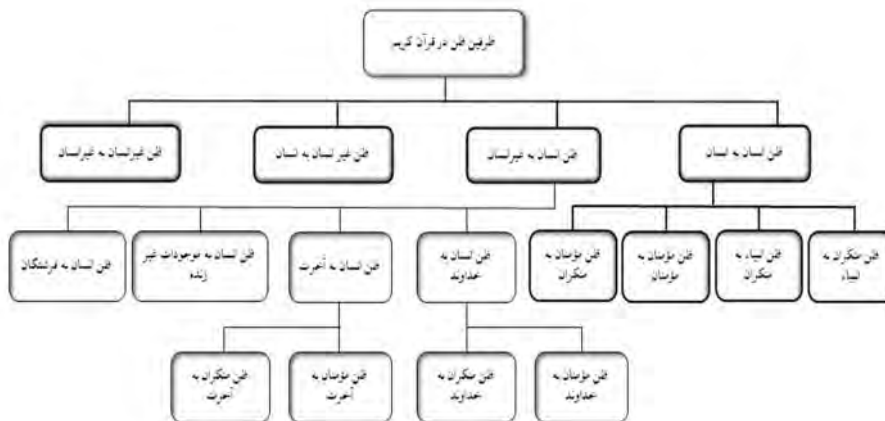 طرفین ظن در قرآن کریم
ظن انسان به انسان
ظن انسان به غیرانسان
ظن غیر انسان به انسان
ظن غیرانسان به غیرانسان
ظن منکران به
انبیاء
ظن انبیاء به
منکران
ظن مؤمنان به
مؤمنان
ظن مؤمنان به
منکران
ظن انسان به
خداوند
ظن انسان به آخرت
ظن انسان به موجودات غیر
زنده
ظن انسان به فرشتگان
ظن مؤمنان به
خداوند
ظن منکران به
خداوند
ظن مؤمنان به
آخرت
ظن منکران به
آخرت